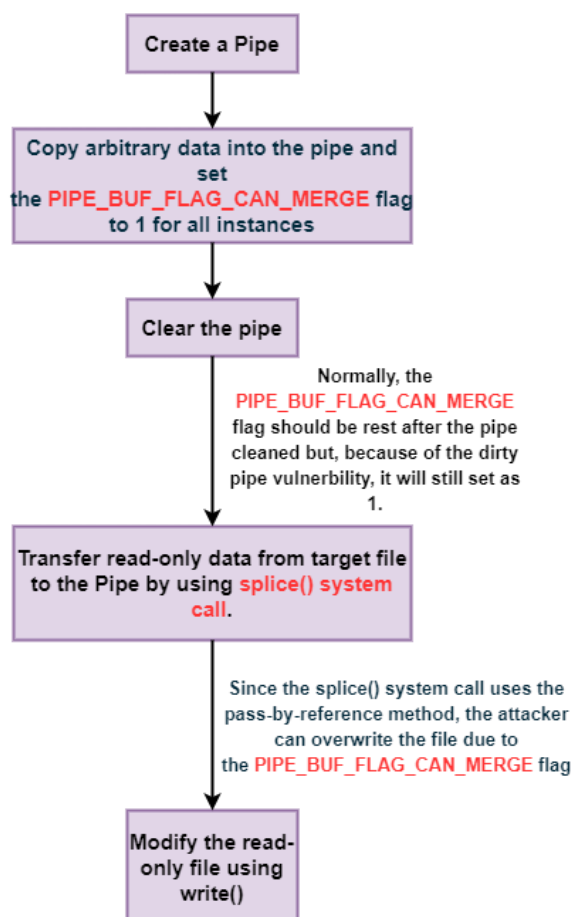 Create a Pipe
Copy arbitrary data into the pipe and
set
the PIPE_BUF_FLAG_CAN_MERGE flag
to 1 for all instances
Clear the pipe
Normally, the
PIPE_BUF_FLAG_CAN_MERGE
flag should be rest after the pipe
cleaned but, because of the dirty
pipe vulnerbility, it will still set as
1.
Transfer read-only data from target file
to the Pipe by using splice() system
call.
Since the splice() system call uses the
pass-by-reference method, the attacker
can overwrite the file due to
the PIPE_BUF_FLAG_CAN_MERGE flag
Modify the read-
only file using
write()